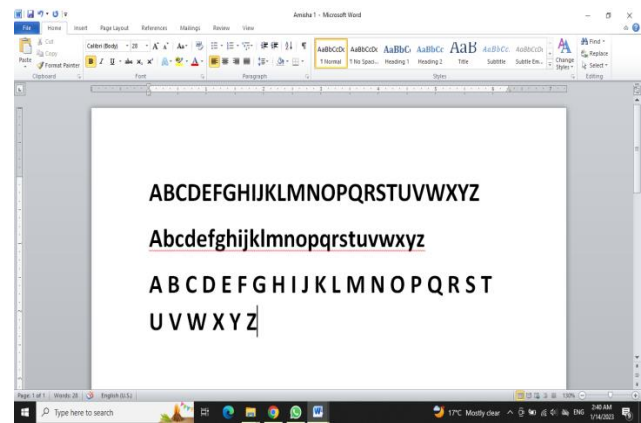 Amisha 1 - Microsoft Word
File Home Insert Page Layout References Mailings Review View
Cut
Copy
Format Painter
Paste
Calibri (Body) 28
AaBbCcDc AaBbCcDc AaBbC AaBbCc AaB AaBbCc. AaBbCcDi
¶ Normal ¶ No Spaci... Heading 1 Heading 2 Title Subtitle Subtle Em...
Change Styles
Find
Replace
Select
Clipboard Font Paragraph Styles Editing
ABCDEFGHIJKLMNOPQRSTUVWXYZ
Abcdefghijklmnopqrstuvwxyz
A B C D E F G H I J K L M N O P Q R S T
U V W X Y Z
Page: 1 of 1 Words: 28 English (U.S.) 190%
Type here to search 17°C Mostly clear ENG 2:40 AM
1/14/2023